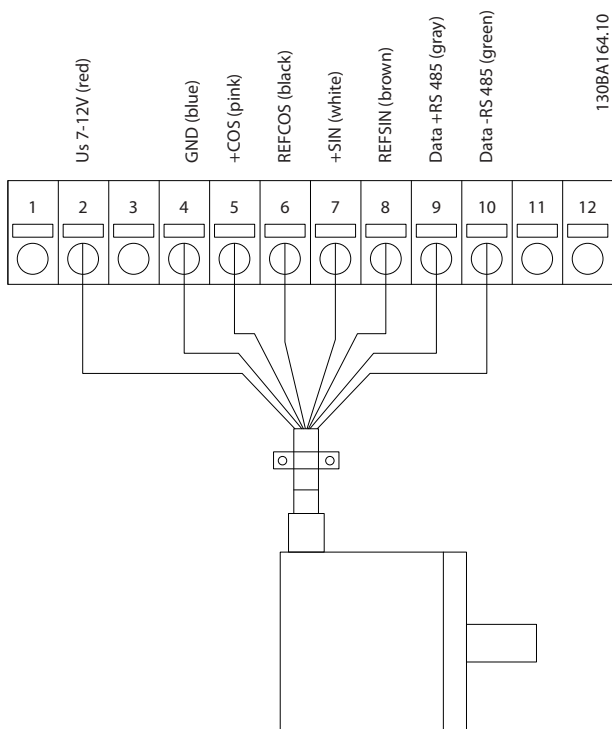 Us 7-12V (red)
GND (blue)
+COS (pink)
REFCOS (black)
+SIN (white)
REFSIN (brown)
Data +RS 485 (gray)
Data -RS 485 (green)
130BA164.10
1
2
3
4
5
6
7
8
9
10
11
12